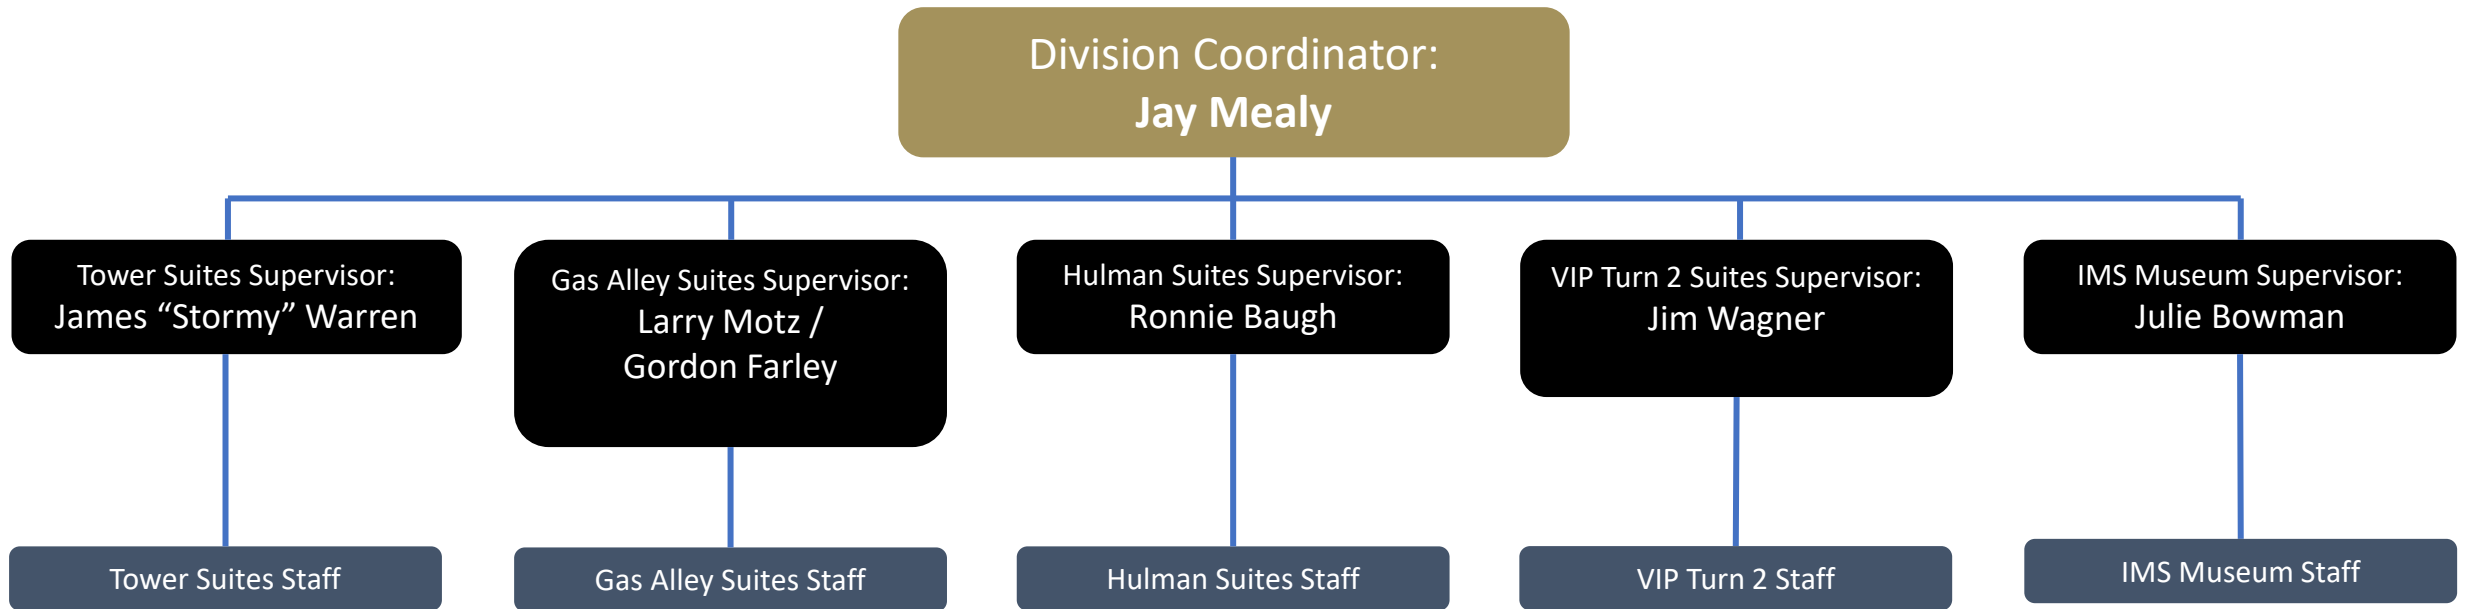 Division Coordinator:
Jay Mealy
Tower Suites Supervisor:
James “Stormy” Warren
Gas Alley Suites Supervisor:
Larry Motz /
Gordon Farley
Hulman Suites Supervisor:
Ronnie Baugh
VIP Turn 2 Suites Supervisor:
Jim Wagner
IMS Museum Supervisor:
Julie Bowman
Tower Suites Staff
Gas Alley Suites Staff
Hulman Suites Staff
VIP Turn 2 Staff
IMS Museum Staff